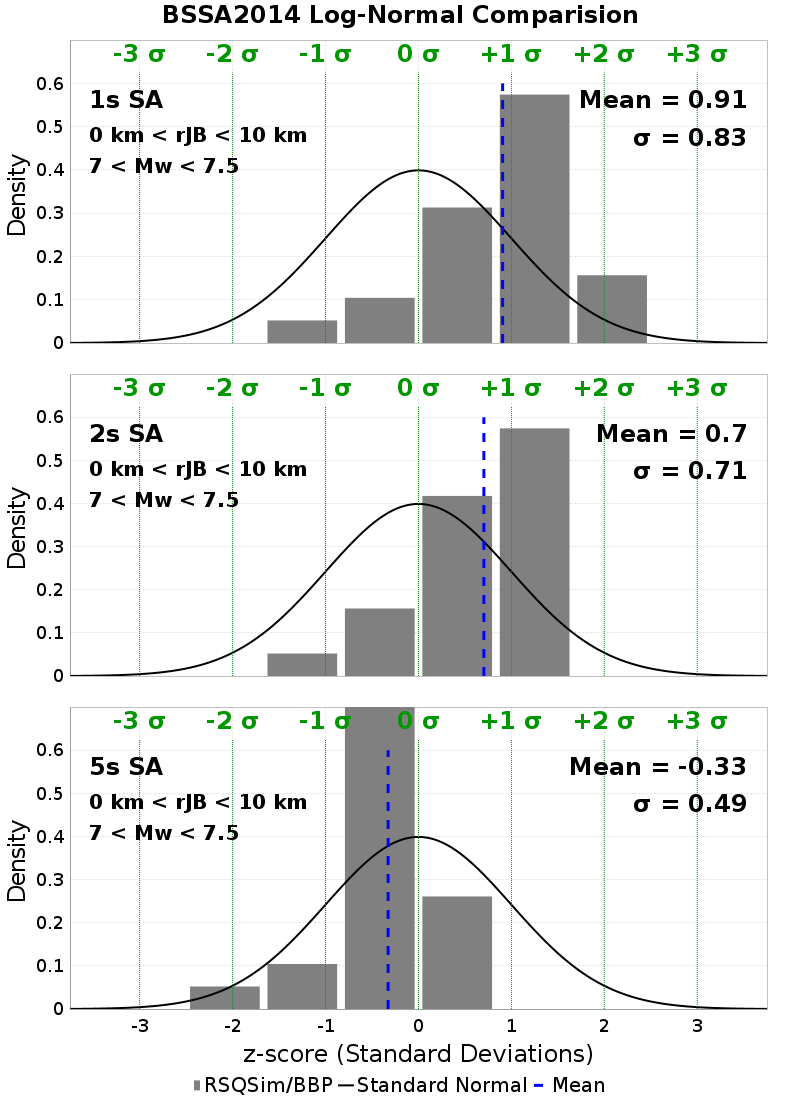 BSSA2014 Log-Normal Comparision
-3 σ -2 σ -1 σ 0 σ +1 σ +2 σ +3 σ
0.6
1s SA Mean = 0.91
0.5
0 km < rJB < 10 km σ = 0.83
7 < Mw < 7.5
0.4
0.3
0.2
0.1
0
Density
-3 σ -2 σ -1 σ 0 σ +1 σ +2 σ +3 σ
0.6
2s SA Mean = 0.7
0.5
0 km < rJB < 10 km σ = 0.71
7 < Mw < 7.5
0.4
0.3
0.2
0.1
0
Density
-3 σ -2 σ -1 σ 0 σ +1 σ +2 σ +3 σ
0.6
5s SA Mean = -0.33
0.5
0 km < rJB < 10 km σ = 0.49
7 < Mw < 7.5
0.4
0.3
0.2
0.1
0
Density
-3 -2 -1 0 1 2 3
z-score (Standard Deviations)
RSQSim/BBP Standard Normal Mean